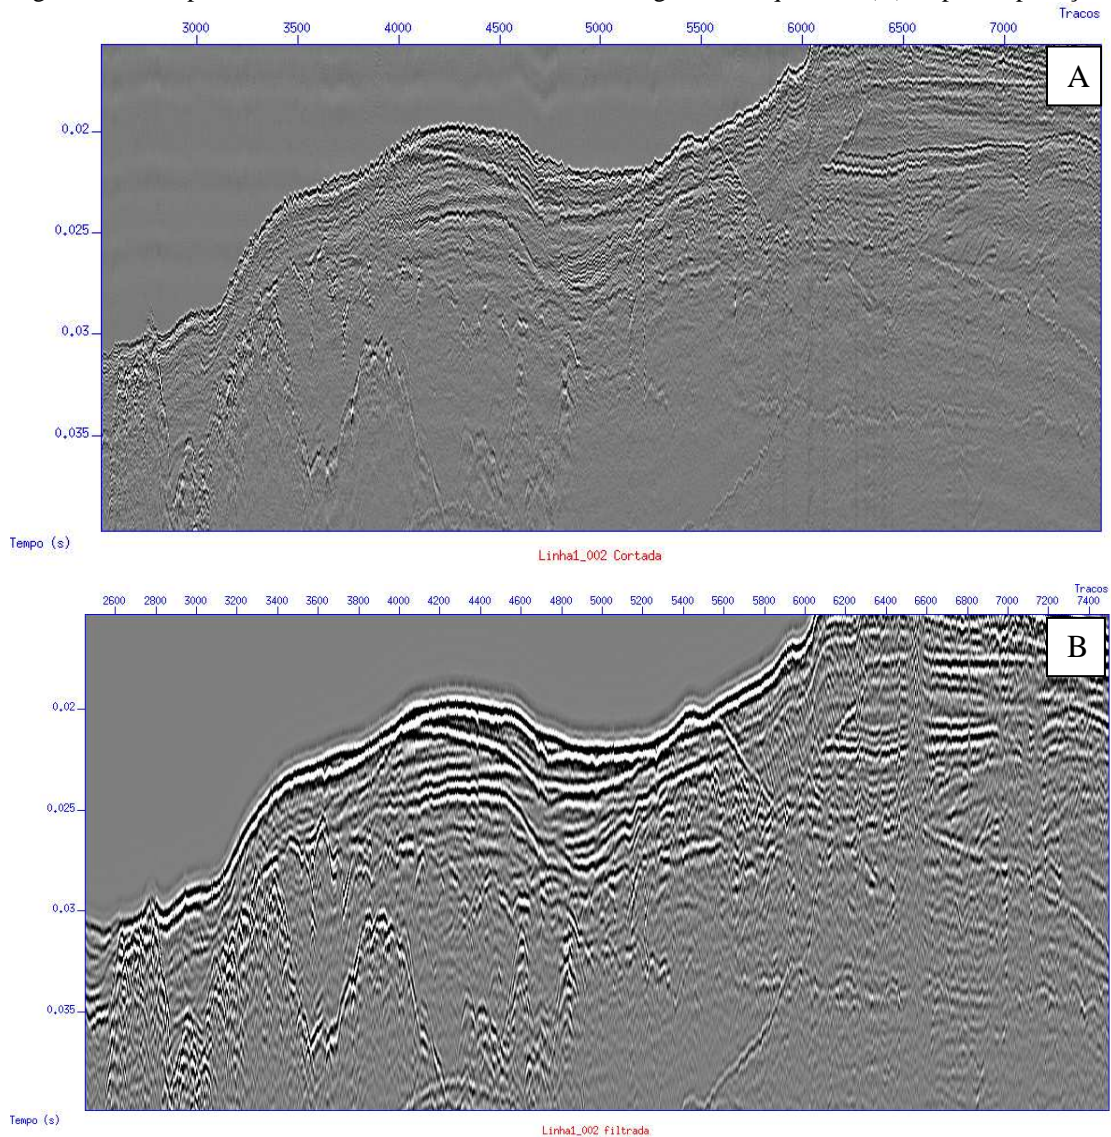 Tracos
3000 3500 4000 4500 5000 5500 6000 6500 7000
A
0.02
0.025
0.03
0.035
Tempo (s)
Linha1_002 Cortada
Tracos
2600 2800 3000 3200 3400 3600 3800 4000 4200 4400 4600 4800 5000 5200 5400 5600 5800 6000 6200 6400 6600 6800 7000 7200 7400
B
0.02
0.025
0.03
0.035
Tempo (s)
Linha1_002 filtrada